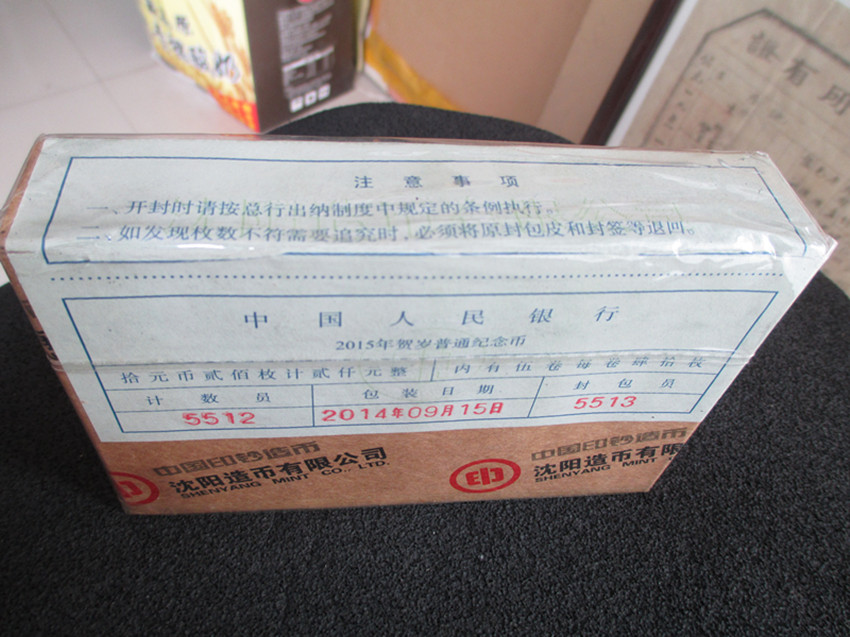 注意事项
一、开封时请按总行出纳制度中规定的条例执行。
二、如发现枚数不符需要追究时，必须将原封包皮和封签等退回。
中国人民银行
2015年贺岁普通纪念币
拾元币贰佰枚计贰仟元整 内有伍卷每卷肆拾枚
计数员 包装日期 封包员
5512 2014年09月15日 5513
中国印钞造币
沈阳造币有限公司
SHENYANG MINT CO., LTD.
中国印钞造币
沈阳造币有限
SHENYANG MINT CO
證有所